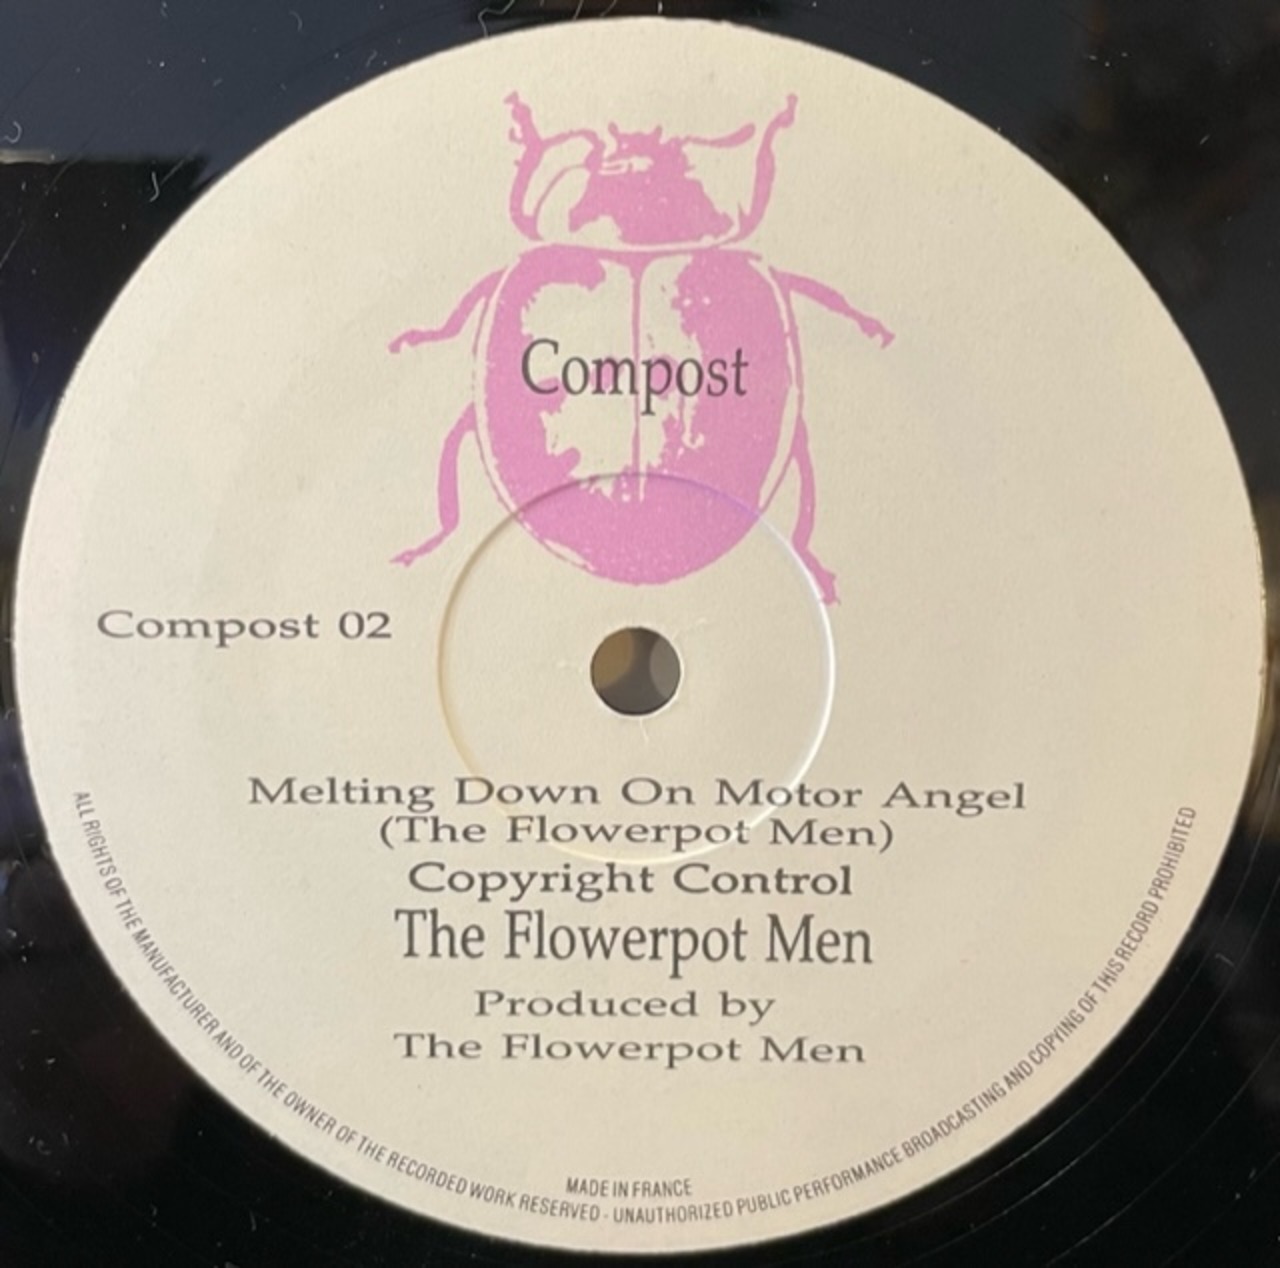 Compost
Compost 02
Melting Down On Motor Angel
(The Flowerpot Men)
Copyright Control
The Flowerpot Men
Produced by
The Flowerpot Men
MADE IN FRANCE
ALL RIGHTS OF THE MANUFACTURER AND OF THE OWNER OF THE RECORDED WORK RESERVED - UNAUTHORIZED PUBLIC PERFORMANCE BROADCASTING AND COPYING OF THIS RECORD PROHIBITED